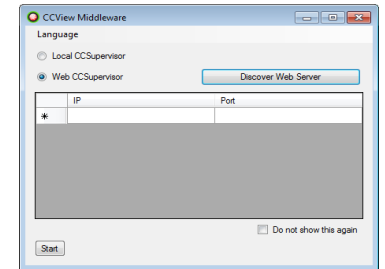 CCView Middleware
Language
Local CCSupervisor
Web CCSupervisor Discover Web Server
IP Port
*
Do not show this again
Start